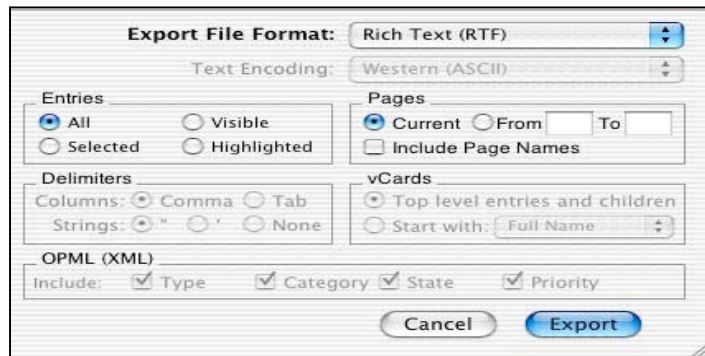 Export File Format: Rich Text (RTF)
Text Encoding: Western (ASCII)
Entries
All Visible
Selected Highlighted
Pages
Current From To
Include Page Names
Delimiters
Columns: Comma Tab
Strings: " ' None
vCards
Top level entries and children
Start with: Full Name
OPML (XML)
Include: Type Category State Priority
Cancel Export